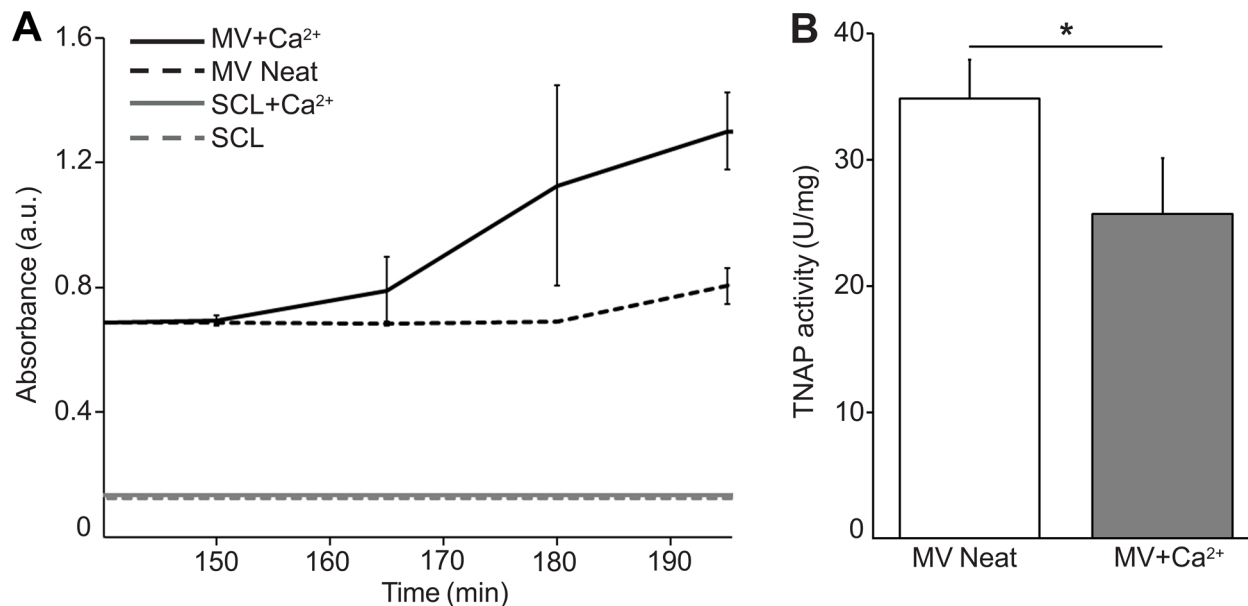 A
1.6
1.2
0.8
0.4
0
Absorbance (a.u.)
MV+Ca²⁺
MV Neat
SCL+Ca²⁺
SCL
150
160
170
180
190
Time (min)
B
40
30
20
10
0
TNAP activity (U/mg)
*
MV Neat
MV+Ca²⁺